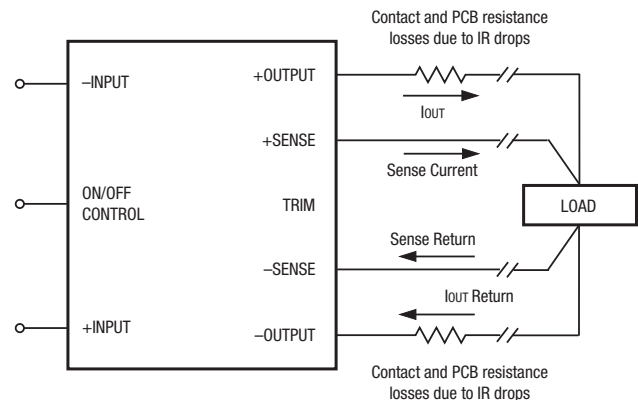 Contact and PCB resistance
losses due to IR drops
–INPUT
+OUTPUT
IOUT
+SENSE
Sense Current
ON/OFF
CONTROL
TRIM
LOAD
Sense Return
–SENSE
IOUT Return
+INPUT
–OUTPUT
Contact and PCB resistance
losses due to IR drops